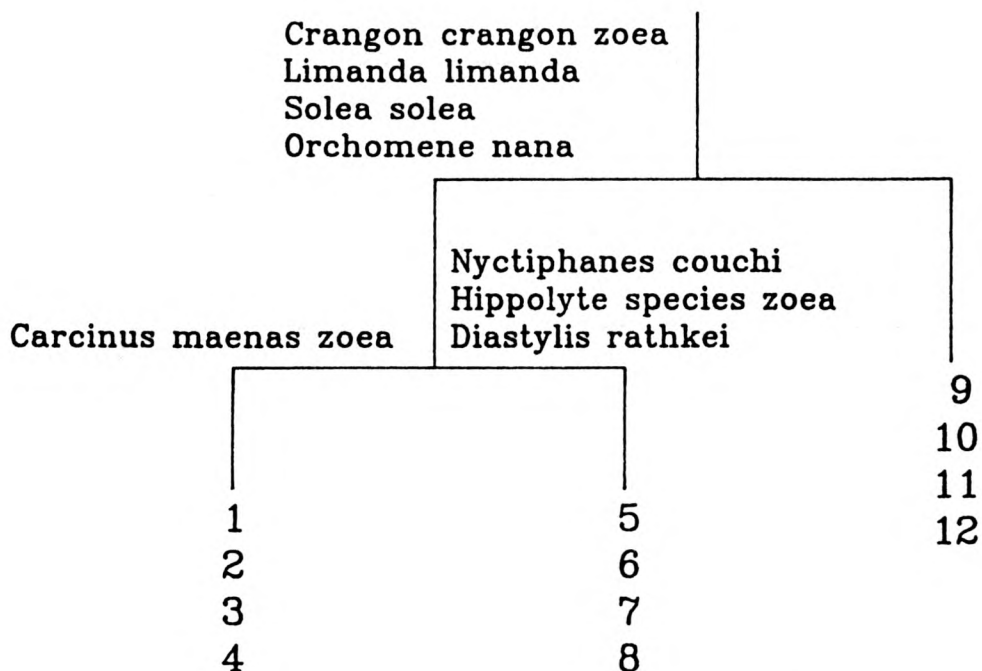 Crangon crangon zoea
Limanda limanda
Solea solea
Orchomene nana
Nyctiphanes couchi
Hippolyte species zoea
Carcinus maenas zoea
Diastylis rathkei
1
2
3
4
5
6
7
8
9
10
11
12